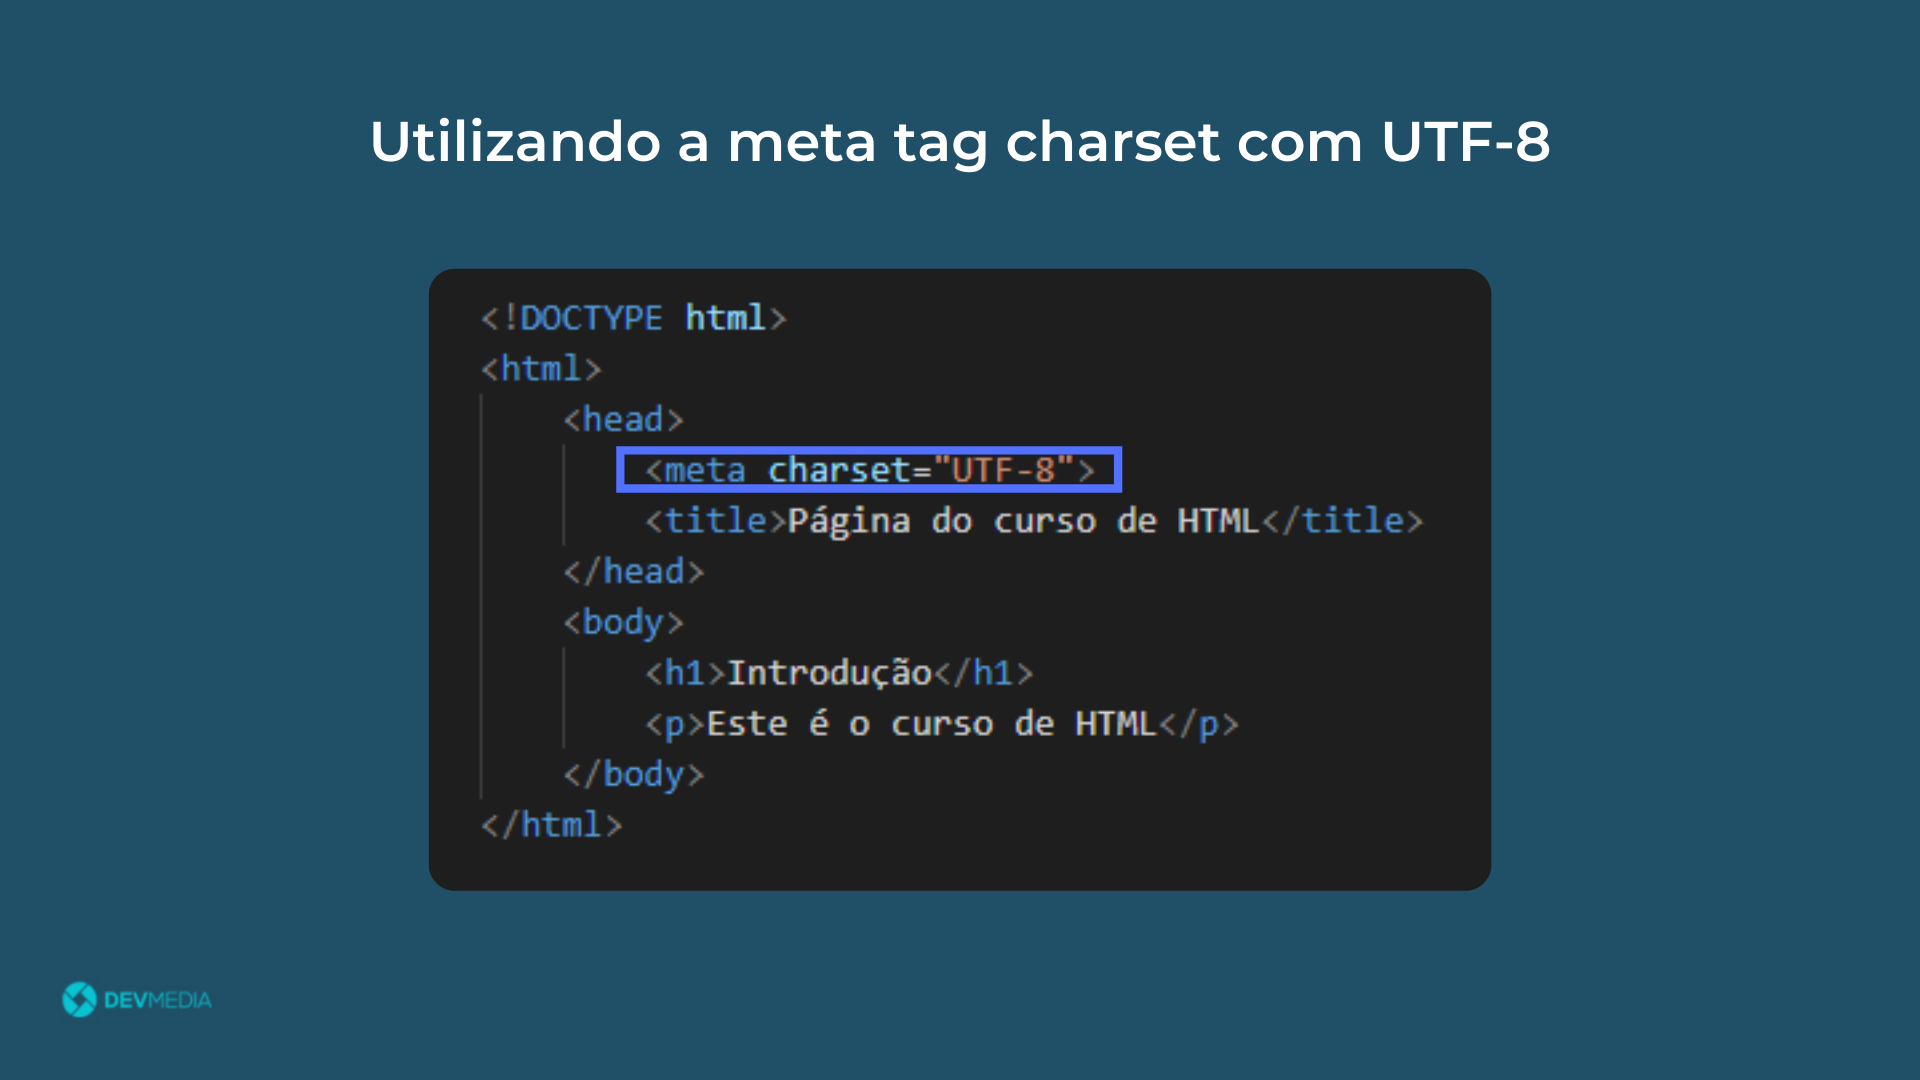 Utilizando a meta tag charset com UTF-8
<!DOCTYPE html>
<html>
<head>
<meta charset="UTF-8">
<title>Página do curso de HTML</title>
</head>
<body>
<h1>Introdução</h1>
<p>Este é o curso de HTML</p>
</body>
</html>
DEVMEDIA